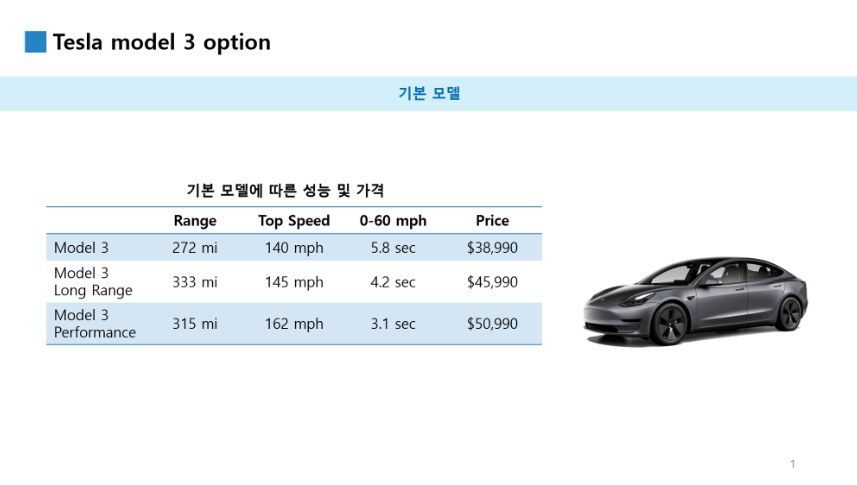 Tesla model 3 option
기본 모델
기본 모델에 따른 성능 및 가격
Range Top Speed 0-60 mph Price
Model 3 272 mi 140 mph 5.8 sec $38,990
Model 3
Long Range 333 mi 145 mph 4.2 sec $45,990
Model 3
Performance 315 mi 162 mph 3.1 sec $50,990
1